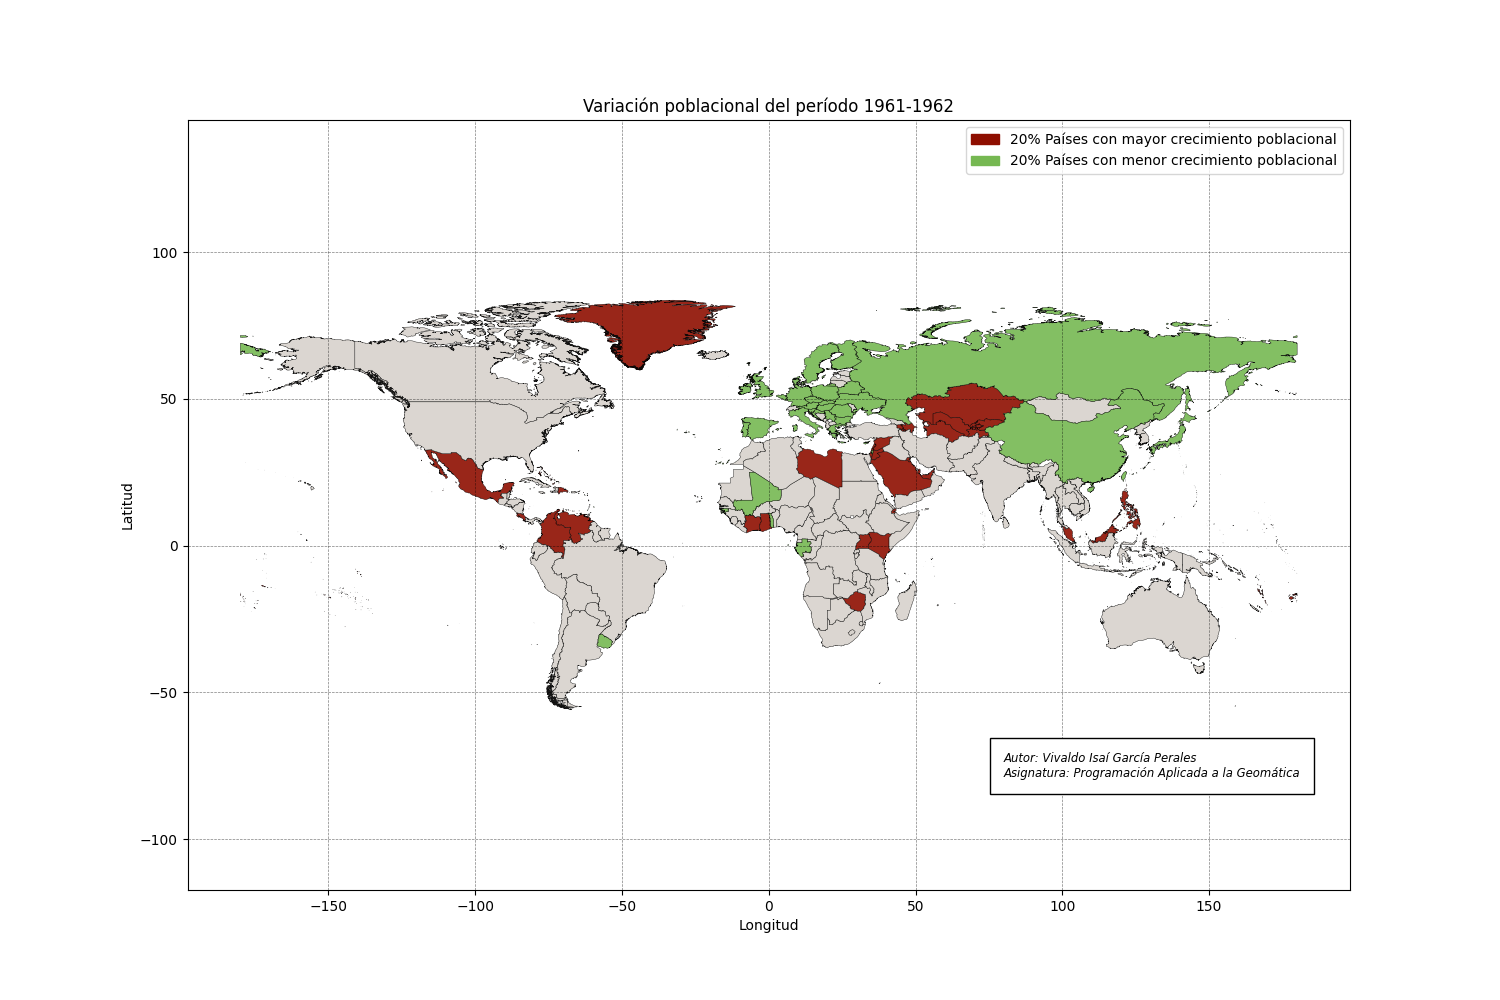 Variación poblacional del período 1961-1962
20% Países con mayor crecimiento poblacional
20% Países con menor crecimiento poblacional
100
50
0
−50
−100
Latitud
Autor: Vivaldo Isaí García Perales
Asignatura: Programación Aplicada a la Geomática
−150
−100
−50
0
50
100
150
Longitud